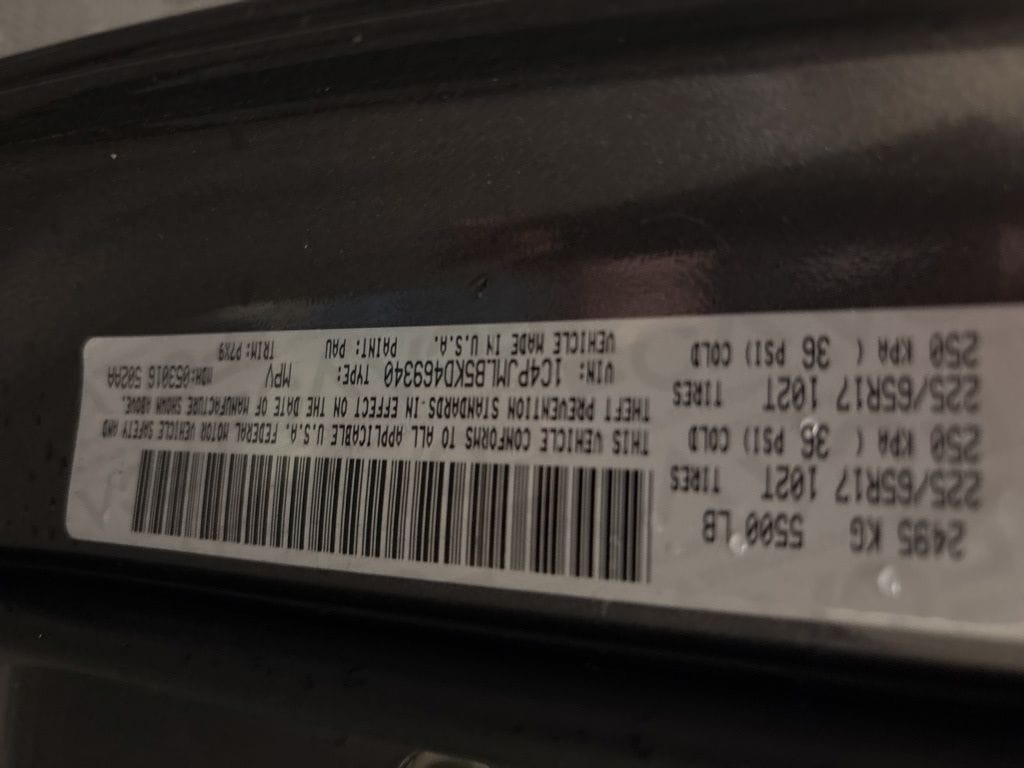 2495 KG 5500 LB
225/65R17 102T TIRES
250 KPA ( 36 PSI) COLD
225/65R17 102T TIRES
250 KPA ( 36 PSI) COLD
THIS VEHICLE CONFORMS TO ALL APPLICABLE U.S.A. FEDERAL MOTOR VEHICLE SAFETY AND
THEFT PREVENTION STANDARDS IN EFFECT ON THE DATE OF MANUFACTURE SHOWN ABOVE.
VIN: 1C4PJMLB5KD469340 TYPE: MPV MDH:053016 502AA
VEHICLE MADE IN U.S.A. PAINT: PAU TRIM: P7X9